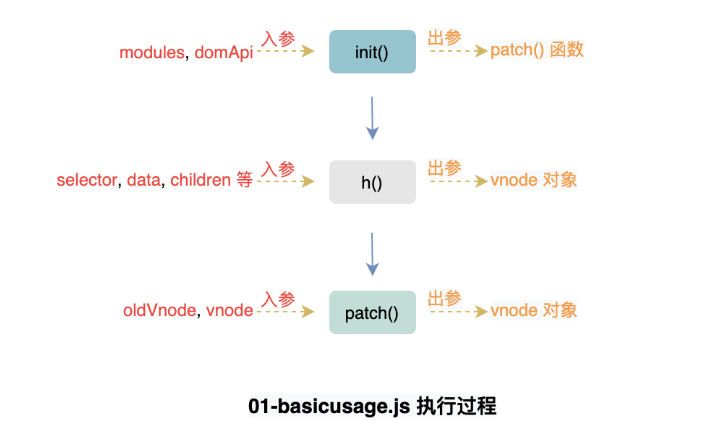 入参 出参
modules, domApi init() patch() 函数
入参 出参
selector, data, children 等 h() vnode 对象
入参 出参
oldVnode, vnode patch() vnode 对象
01-basicusage.js 执行过程